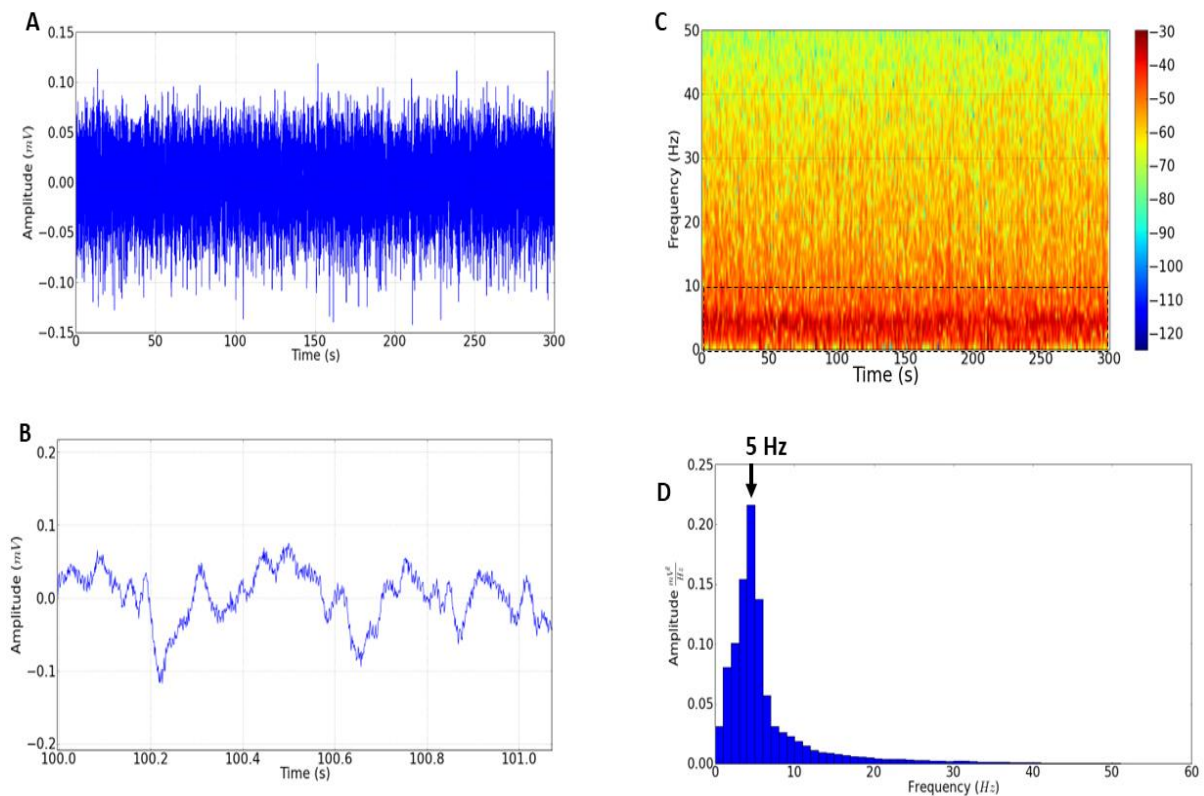 A
0.15
0.10
0.05
0.00
−0.05
−0.10
−0.15
Amplitude (mV)
0 50 100 150 200 250 300
Time (s)
C
50
40
30
20
10
0
Frequency (Hz)
0 50 100 150 200 250 300
Time (s)
−30
−40
−50
−60
−70
−80
−90
−100
−110
−120
B
0.2
0.1
0.0
−0.1
−0.2
Amplitude (mV)
100.0 100.2 100.4 100.6 100.8 101.0
Time (s)
5 Hz
D
0.25
0.20
0.15
0.10
0.05
0.00
Amplitude mV²/Hz
0 10 20 30 40 50 60
Frequency (Hz)